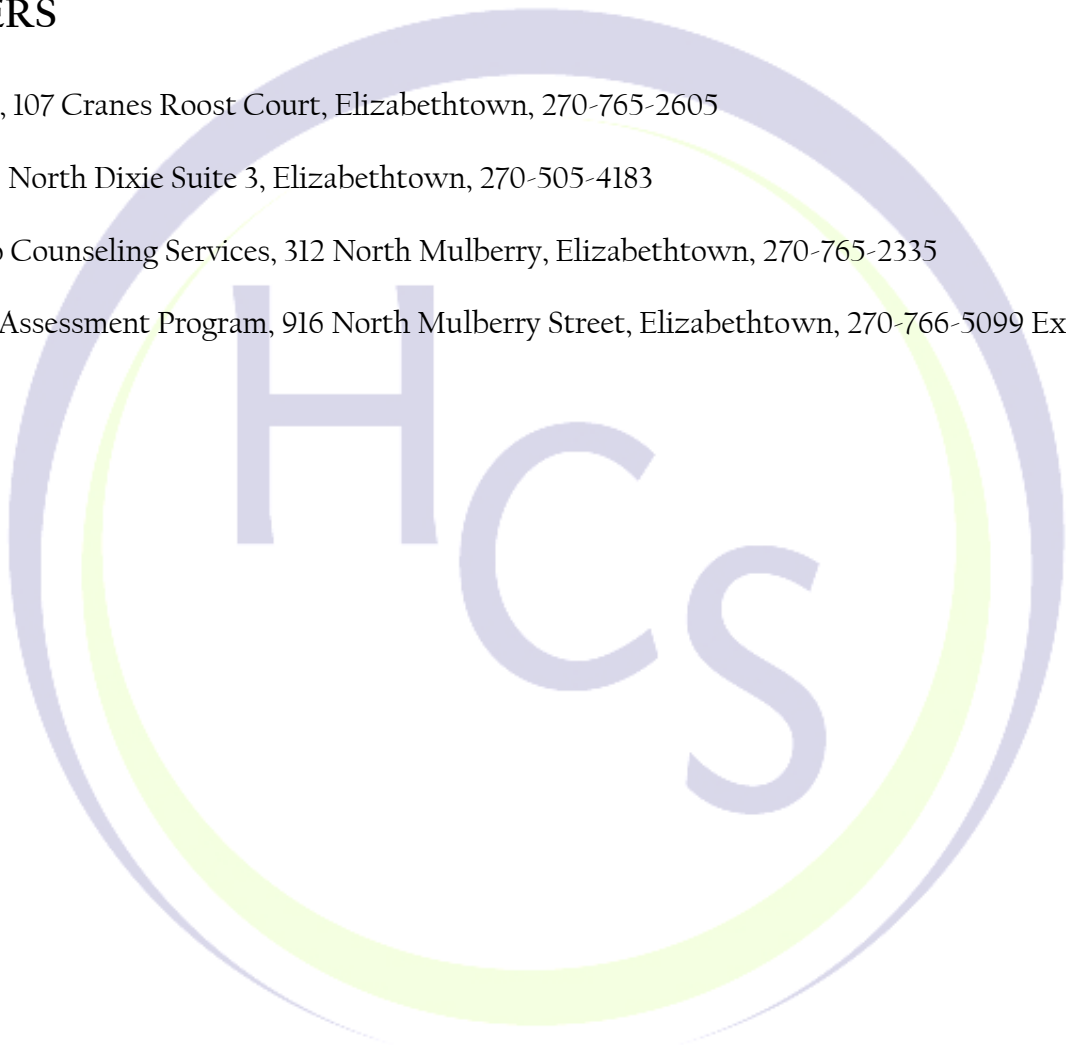 ERS
, 107 Cranes Roost Court, Elizabethtown, 270-765-2605
North Dixie Suite 3, Elizabethtown, 270-505-4183
o Counseling Services, 312 North Mulberry, Elizabethtown, 270-765-2335
Assessment Program, 916 North Mulberry Street, Elizabethtown, 270-766-5099 Ex
HCS